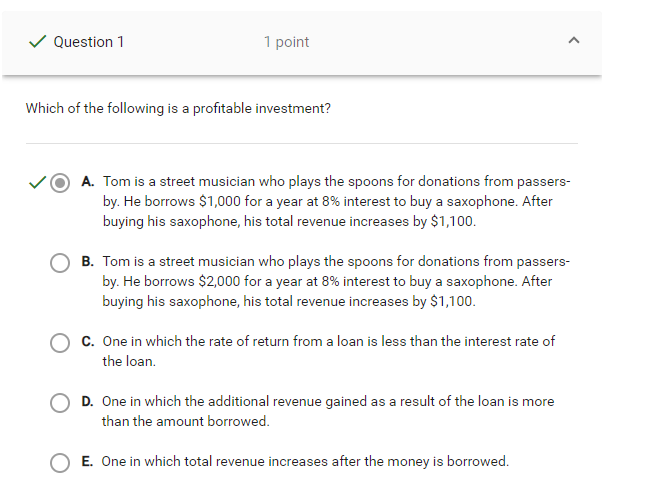 Question 1 1 point
Which of the following is a profitable investment?
A. Tom is a street musician who plays the spoons for donations from passers-
by. He borrows $1,000 for a year at 8% interest to buy a saxophone. After
buying his saxophone, his total revenue increases by $1,100.
B. Tom is a street musician who plays the spoons for donations from passers-
by. He borrows $2,000 for a year at 8% interest to buy a saxophone. After
buying his saxophone, his total revenue increases by $1,100.
C. One in which the rate of return from a loan is less than the interest rate of
the loan.
D. One in which the additional revenue gained as a result of the loan is more
than the amount borrowed.
E. One in which total revenue increases after the money is borrowed.